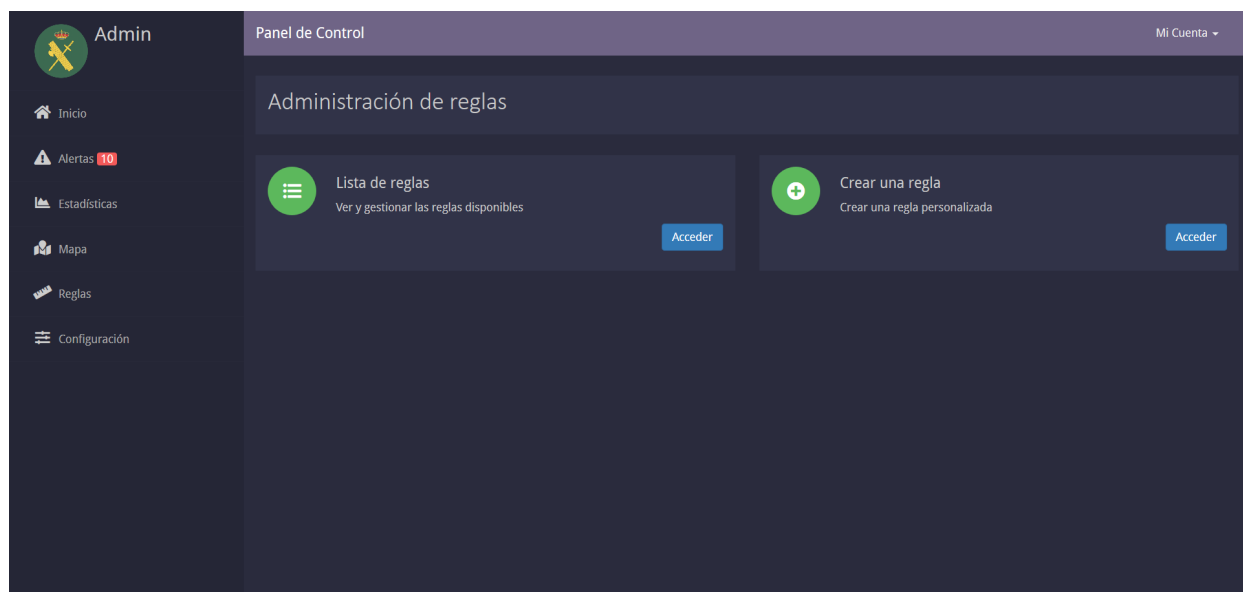 Admin
Inicio
Alertas 10
Estadísticas
Mapa
Reglas
Configuración
Panel de Control
Mi Cuenta
Administración de reglas
Lista de reglas
Ver y gestionar las reglas disponibles
Acceder
Crear una regla
Crear una regla personalizada
Acceder